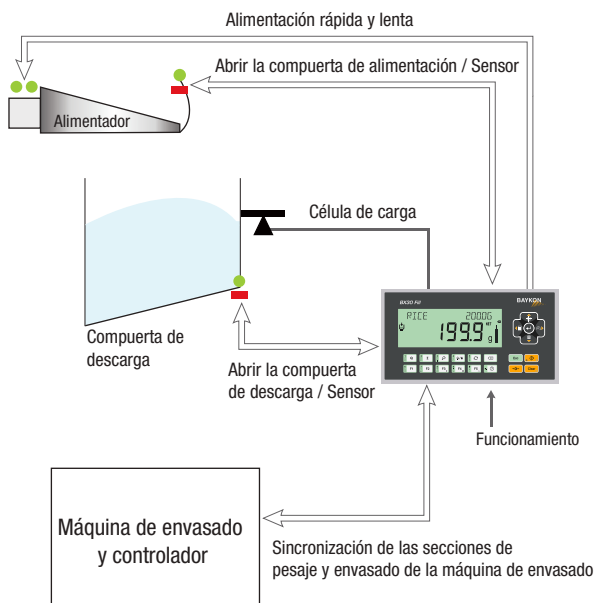 Alimentación rápida y lenta
Abrir la compuerta de alimentación / Sensor
Alimentador
Célula de carga
BX30 Fill
BAYKON
RICE 2000G
199.9 g
Compuerta de
descarga
Abrir la compuerta
de descarga / Sensor
Funcionamiento
Máquina de envasado
y controlador
Sincronización de las secciones de
pesaje y envasado de la máquina de envasado